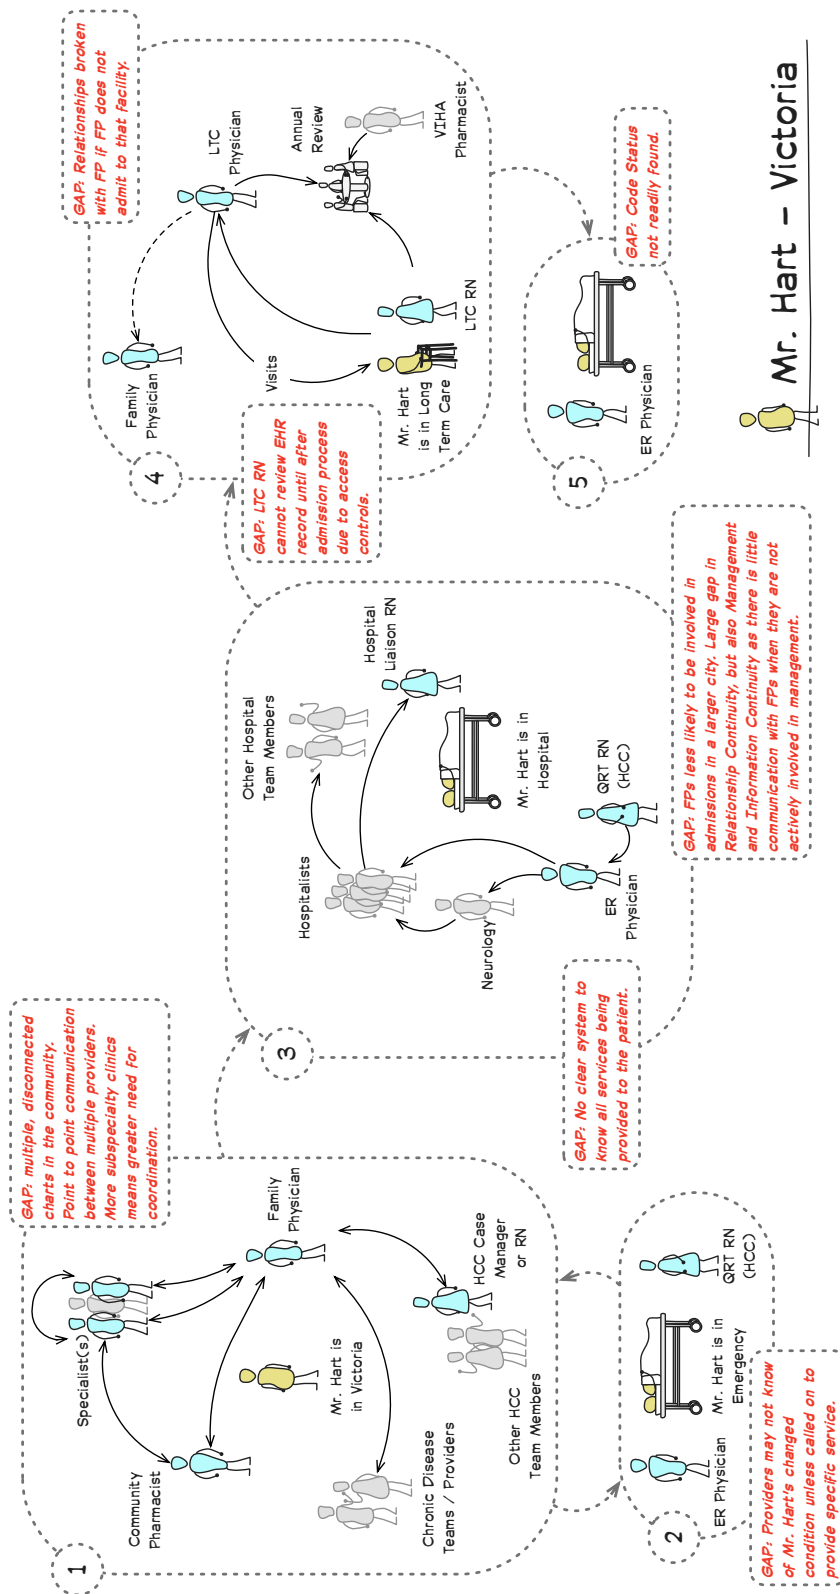 1
GAP: multiple, disconnected
charts in the community.
Point to point communication
between multiple providers.
More subspecialty clinics
means greater need for
coordination.
Specialist(s)
Community
Pharmacist
Family
Physician
Mr. Hart is
in Victoria
Chronic Disease
Teams / Providers
HCC Case
Manager
or RN
Other HCC
Team Members
2
ER Physician
Mr. Hart is in
Emergency
QRT RN
(HCC)
GAP: Providers may not know
of Mr. Hart's changed
condition unless called on to
provide specific service.
3
Other Hospital
Team Members
Hospitalists
Hospital
Liaison RN
Neurology
Mr. Hart is in
Hospital
ER
Physician
QRT RN
(HCC)
GAP: No clear system to
know all services being
provided to the patient.
GAP: FPs less likely to be involved in
admissions in a larger city. Large gap in
Relationship Continuity, but also Management
and Information Continuity as there is little
communication with FPs when they are not
actively involved in management.
4
GAP: Relationships broken
with FP if FP does not
admit to that facility.
Family
Physician
LTC
Physician
Visits
Annual
Review
VIHA
Pharmacist
Mr. Hart
is in Long
Term Care
LTC RN
GAP: LTC RN
cannot review EHR
record until after
admission process
due to access
controls.
5
ER Physician
GAP: Code Status
not readily found.
Mr. Hart – Victoria